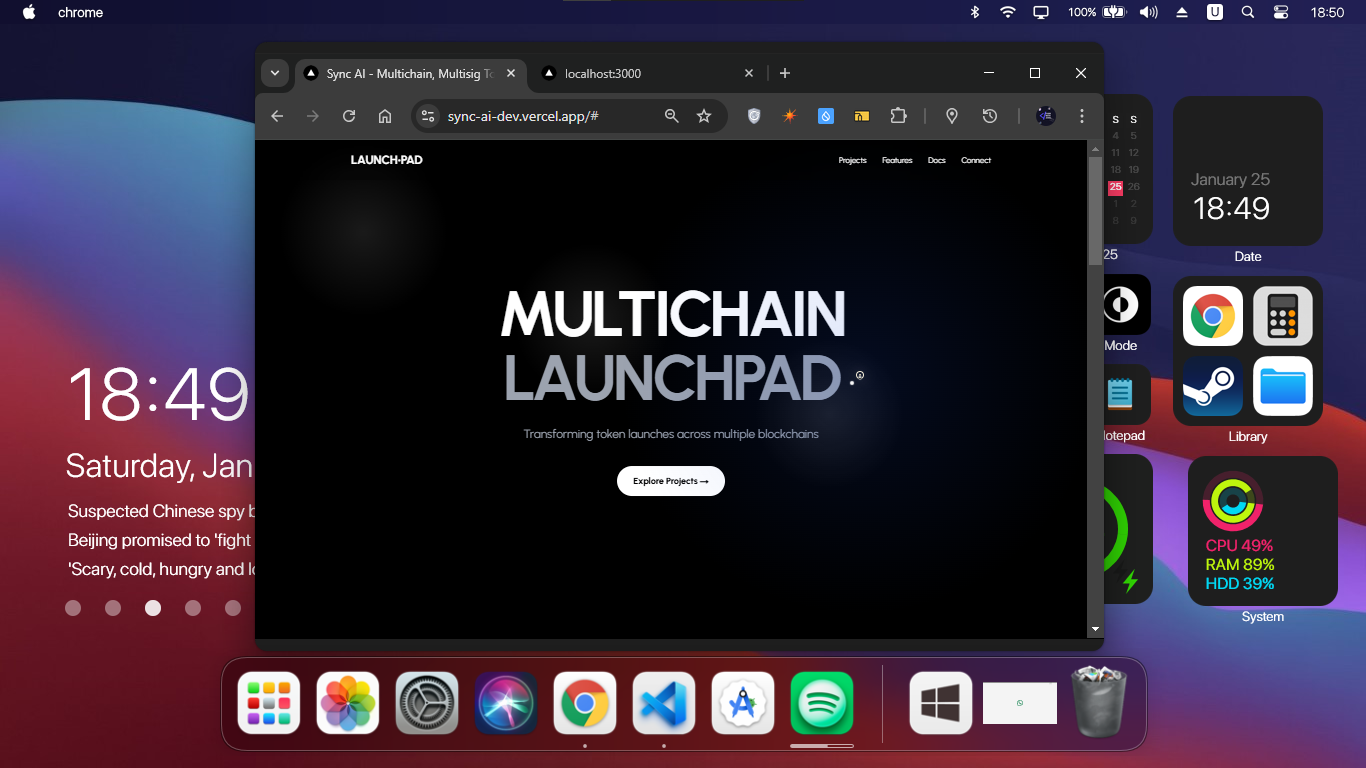 chrome
100%
U
18:50
Sync AI - Multichain, Multisig To
localhost:3000
sync-ai-dev.vercel.app/#
LAUNCH-PAD
Projects
Features
Docs
Connect
MULTICHAIN
LAUNCHPAD
Transforming token launches across multiple blockchains
Explore Projects →
18:49
Saturday, Jan
Suspected Chinese spy b
Beijing promised to 'fight
'Scary, cold, hungry and lo
S S
4 5
11 12
18 19
25 26
1 2
8 9
25
January 25
18:49
Date
Mode
Library
otepad
CPU 49%
RAM 89%
HDD 39%
System